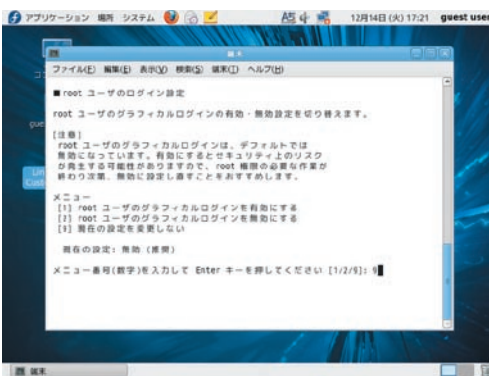 アプリケーション 場所 システム 12月14日 (火) 17:21 guest user
端末
ファイル(F) 編集(E) 表示(V) 検索(S) 端末(T) ヘルプ(H)
■ root ユーザのログイン設定
root ユーザのグラフィカルログインの有効・無効設定を切り替えます。
[注意]
root ユーザのグラフィカルログインは、デフォルトでは
無効になっています。有効にするとセキュリティ上のリスク
が発生する可能性がありますので、root 権限の必要な作業が
終わり次第、無効に設定し直すことをおすすめします。
メニュー
[1] root ユーザのグラフィカルログインを有効にする
[2] root ユーザのグラフィカルログインを無効にする
[9] 現在の設定を変更しない
現在の設定: 無効 (推奨)
メニュー番号(数字)を入力して Enter キーを押してください [1/2/9]: 9
端末